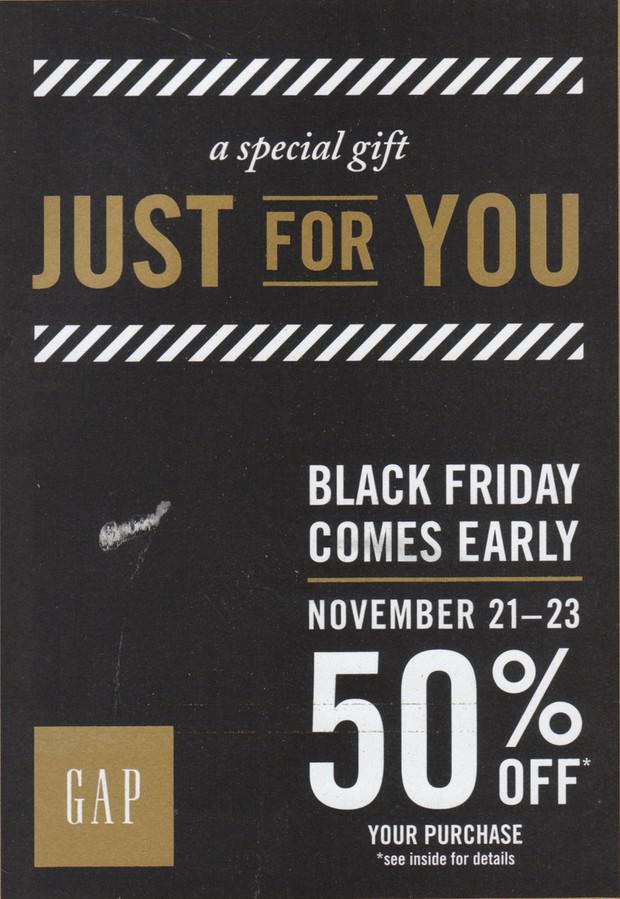 a special gift
JUST FOR YOU
BLACK FRIDAY
COMES EARLY
NOVEMBER 21–23
50%
OFF*
YOUR PURCHASE
*see inside for details
GAP